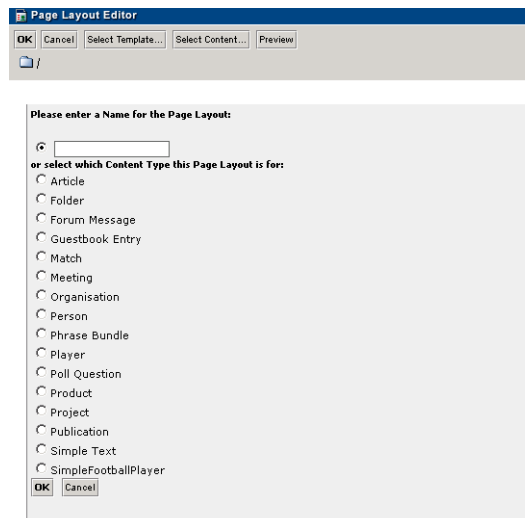 Page Layout Editor
OK Cancel Select Template... Select Content... Preview
/
Please enter a Name for the Page Layout:
or select which Content Type this Page Layout is for:
Article
Folder
Forum Message
Guestbook Entry
Match
Meeting
Organisation
Person
Phrase Bundle
Player
Poll Question
Product
Project
Publication
Simple Text
SimpleFootballPlayer
OK Cancel